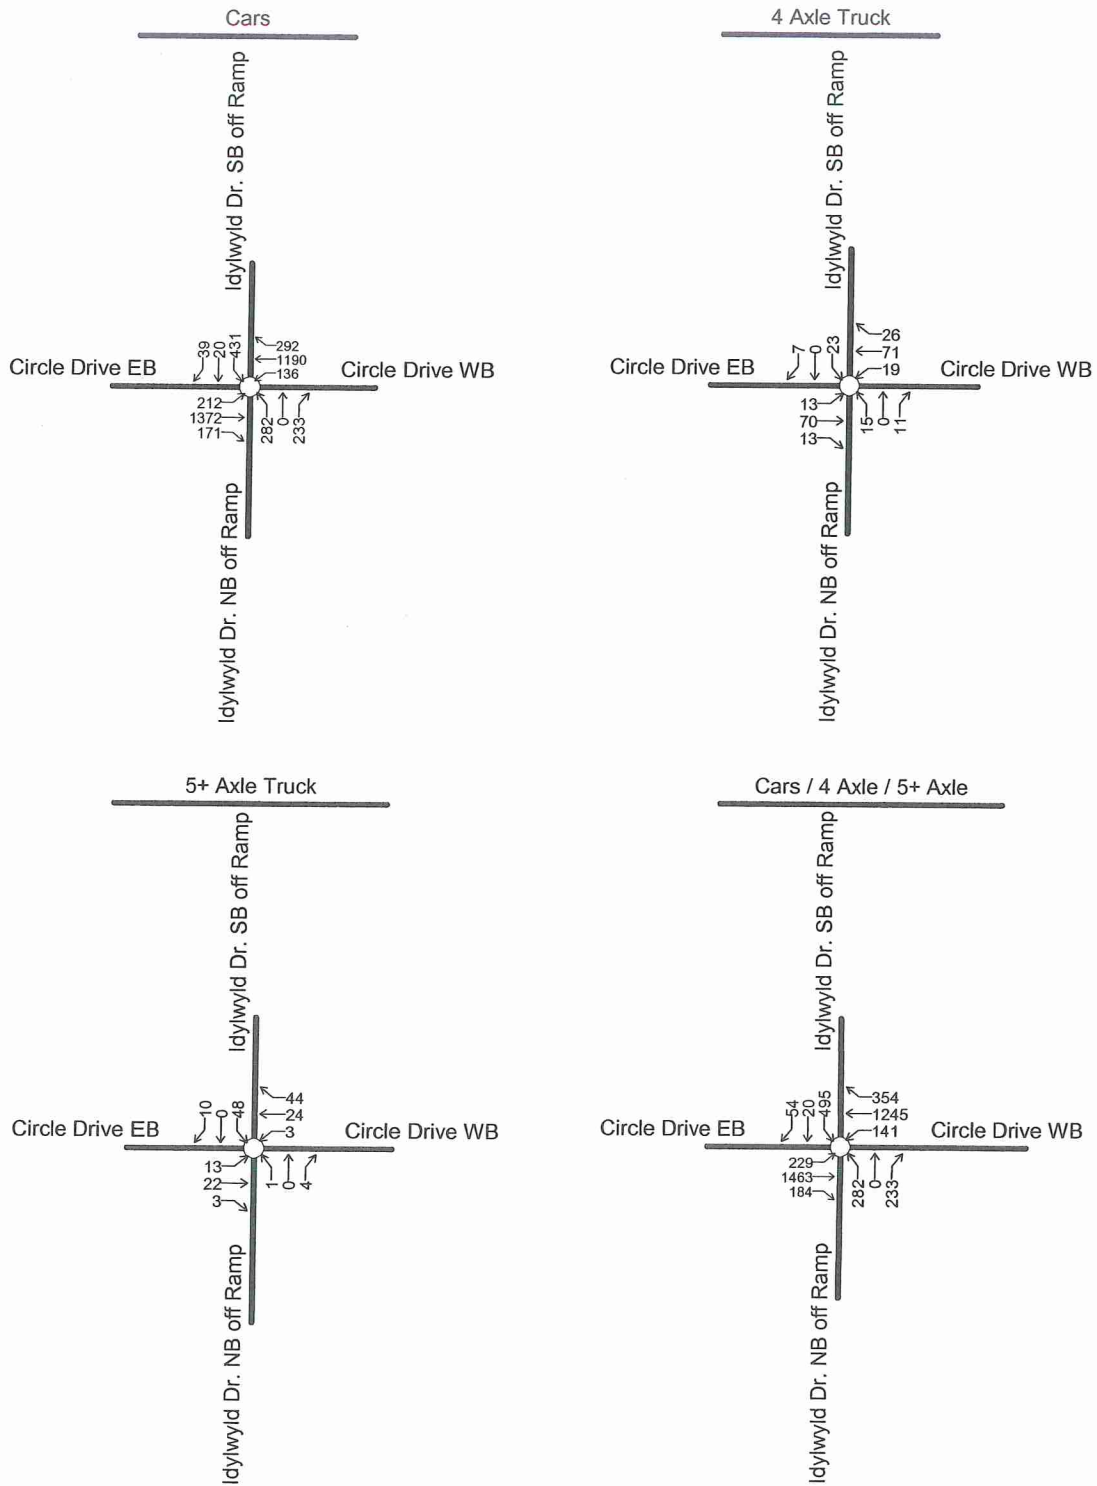 Cars
Idylwyld Dr. SB off Ramp
39
20
431
292
1190
136
Circle Drive EB
Circle Drive WB
212
1372
171
282
0
233
Idylwyld Dr. NB off Ramp
4 Axle Truck
Idylwyld Dr. SB off Ramp
7
0
23
26
71
19
Circle Drive EB
Circle Drive WB
13
70
13
15
0
11
Idylwyld Dr. NB off Ramp
5+ Axle Truck
Idylwyld Dr. SB off Ramp
10
0
48
44
24
3
Circle Drive EB
Circle Drive WB
13
22
3
1
0
4
Idylwyld Dr. NB off Ramp
Cars / 4 Axle / 5+ Axle
Idylwyld Dr. SB off Ramp
54
20
495
354
1245
141
Circle Drive EB
Circle Drive WB
229
1463
184
282
0
233
Idylwyld Dr. NB off Ramp